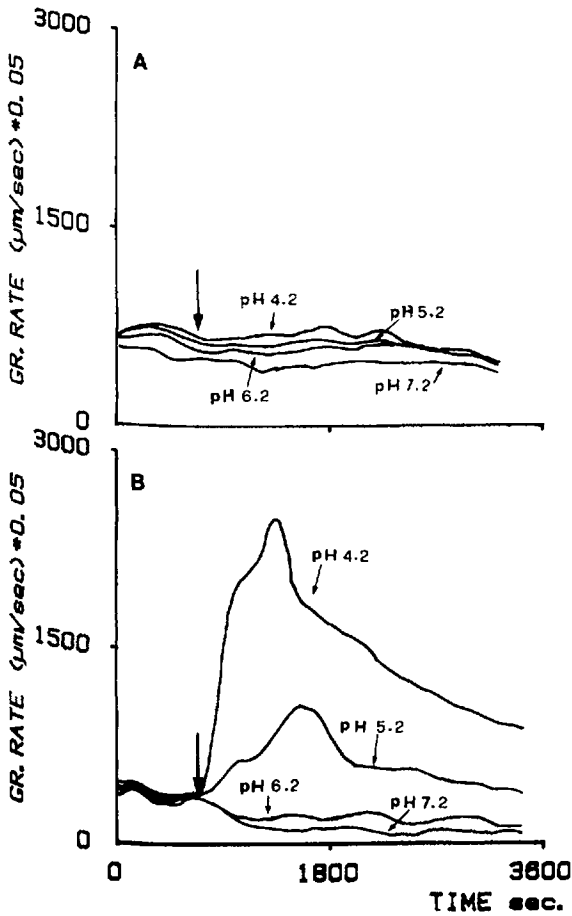 3000
A
GR. RATE (µm/sec)*0.05
1500
pH 4.2
pH 5.2
pH 6.2
pH 7.2
0
3000
B
GR. RATE (µm/sec)*0.05
pH 4.2
1500
pH 5.2
pH 6.2
pH 7.2
0
0 1800 3600
TIME sec.